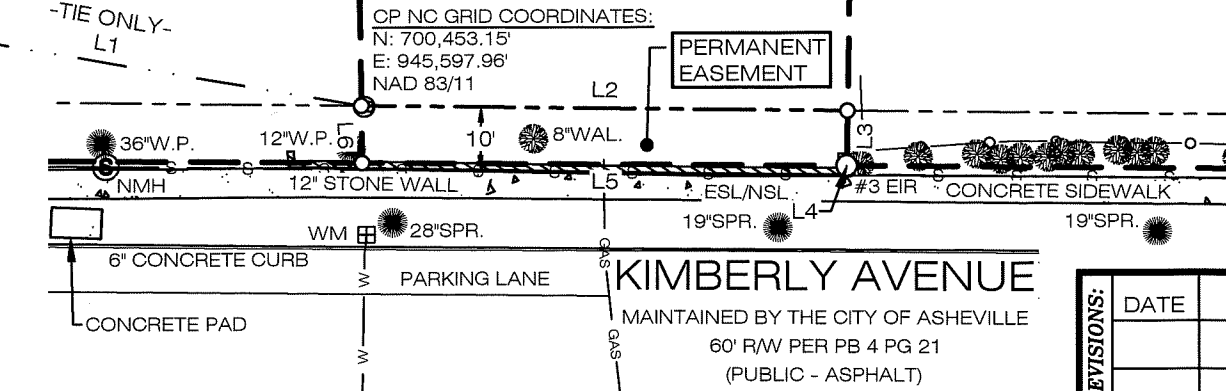 -TIE ONLY-
L1
CP NC GRID COORDINATES:
N: 700,453.15'
E: 945,597.96'
NAD 83/11
PERMANENT
EASEMENT
L2
36"W.P.
12"W.P.
L6
10'
8"WAL.
L3
S
NMH
12" STONE WALL
L5
ESL/NSL
#3 EIR
CONCRETE SIDEWALK
L4
WM
28"SPR.
19"SPR.
19"SPR.
6" CONCRETE CURB
GAS
W
PARKING LANE
KIMBERLY AVENUE
CONCRETE PAD
MAINTAINED BY THE CITY OF ASHEVILLE
GAS
W
60' R/W PER PB 4 PG 21
(PUBLIC - ASPHALT)
EVISIONS:
DATE